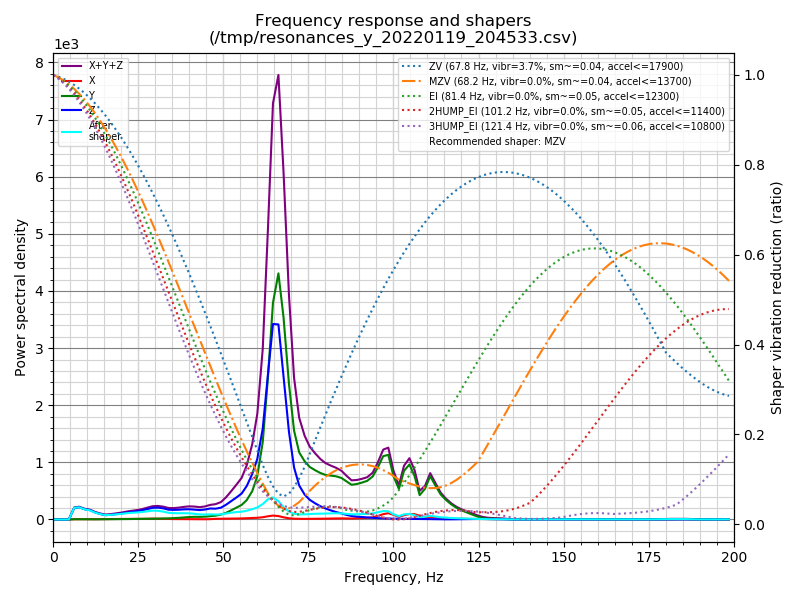 Frequency response and shapers
(/tmp/resonances_y_20220119_204533.csv)
1e3
8
7
6
5
4
3
2
1
0
Power spectral density
X+Y+Z
X
Y
Z
After
shaper
ZV (67.8 Hz, vibr=3.7%, sm~=0.04, accel<=17900)
MZV (68.2 Hz, vibr=0.0%, sm~=0.04, accel<=13700)
EI (81.4 Hz, vibr=0.0%, sm~=0.05, accel<=12300)
2HUMP_EI (101.2 Hz, vibr=0.0%, sm~=0.05, accel<=11400)
3HUMP_EI (121.4 Hz, vibr=0.0%, sm~=0.06, accel<=10800)
Recommended shaper: MZV
1.0
0.8
0.6
0.4
0.2
0.0
Shaper vibration reduction (ratio)
0 25 50 75 100 125 150 175 200
Frequency, Hz